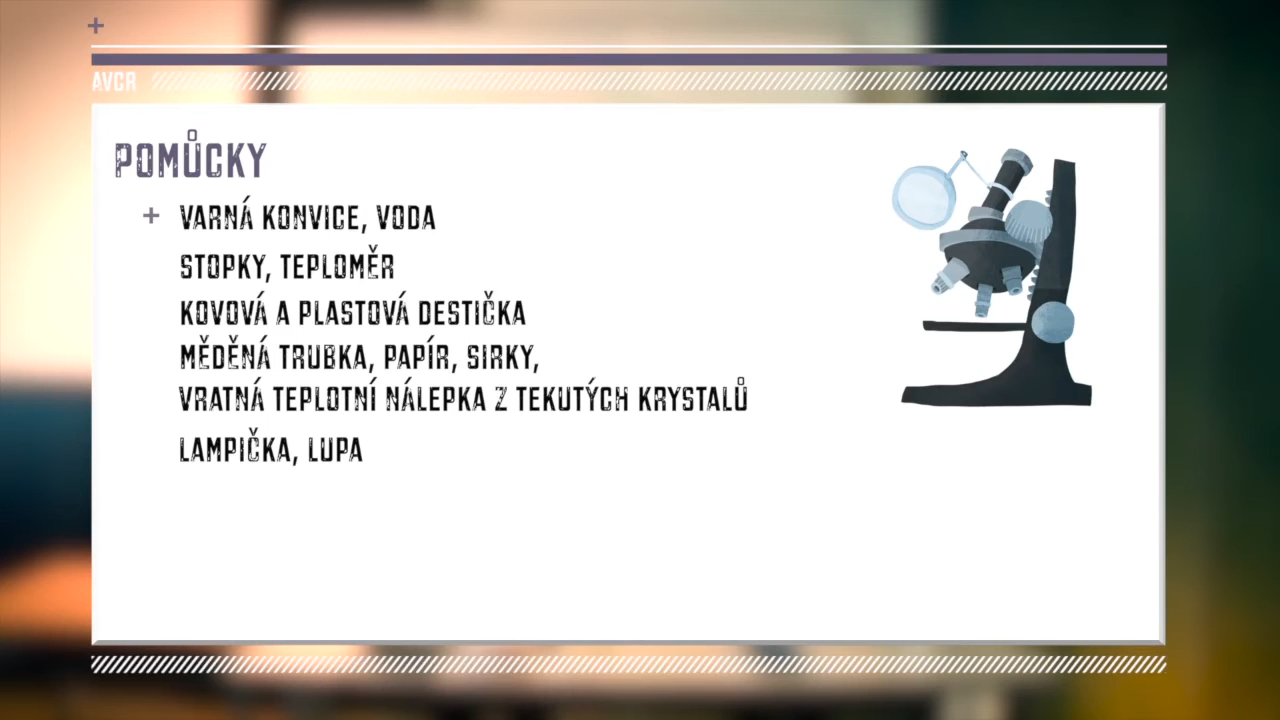 AVCR
POMŮCKY
+ VARNÁ KONVICE, VODA
STOPKY, TEPLOMĚR
KOVOVÁ A PLASTOVÁ DESTIČKA
MĚDĚNÁ TRUBKA, PAPÍR, SIRKY,
VRATNÁ TEPLOTNÍ NÁLEPKA Z TEKUTÝCH KRYSTALŮ
LAMPIČKA, LUPA